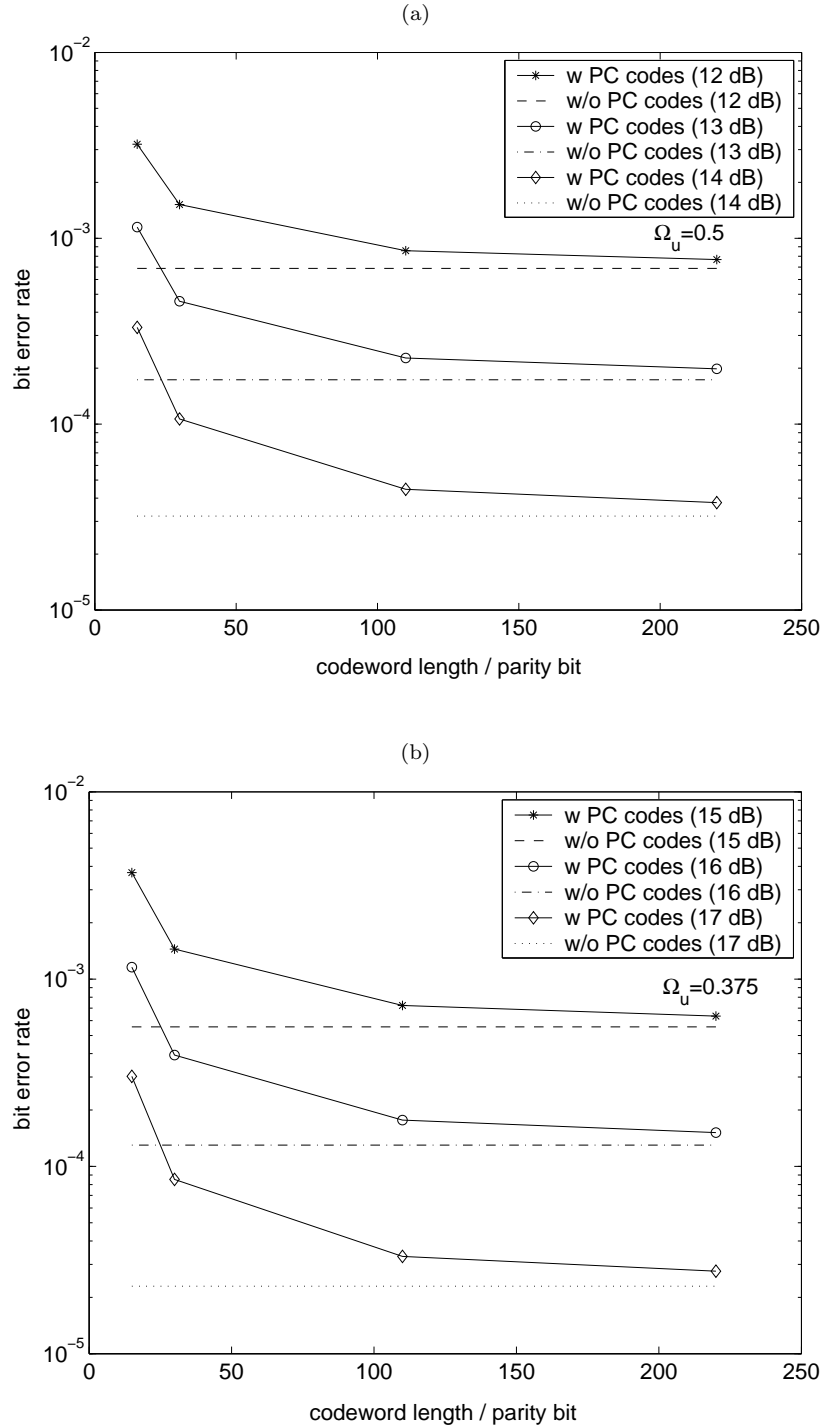 (a)
10^−2
10^−3
10^−4
10^−5
bit error rate
w PC codes (12 dB)
w/o PC codes (12 dB)
w PC codes (13 dB)
w/o PC codes (13 dB)
w PC codes (14 dB)
w/o PC codes (14 dB)
Ω_u=0.5
0 50 100 150 200 250
codeword length / parity bit
(b)
10^−2
10^−3
10^−4
10^−5
bit error rate
w PC codes (15 dB)
w/o PC codes (15 dB)
w PC codes (16 dB)
w/o PC codes (16 dB)
w PC codes (17 dB)
w/o PC codes (17 dB)
Ω_u=0.375
0 50 100 150 200 250
codeword length / parity bit